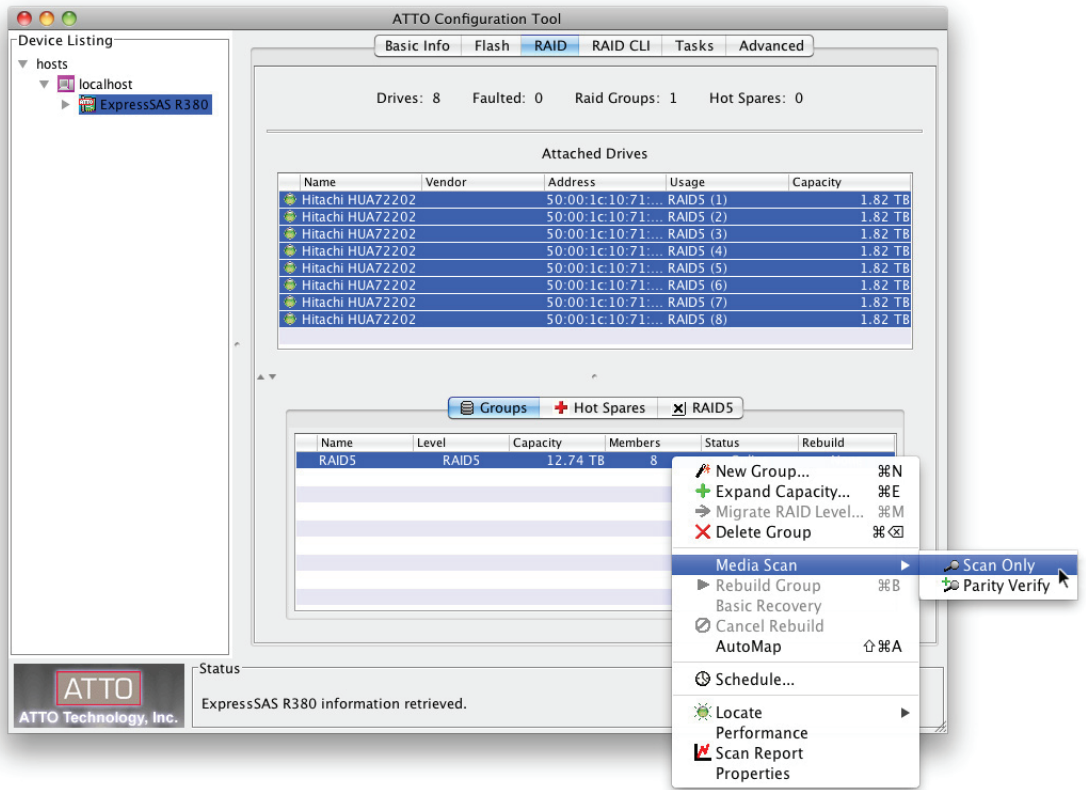 ATTO Configuration Tool
Device Listing
hosts
localhost
ExpressSAS R380
Basic Info Flash RAID RAID CLI Tasks Advanced
Drives: 8 Faulted: 0 Raid Groups: 1 Hot Spares: 0
Attached Drives
Name Vendor Address Usage Capacity
Hitachi HUA72202 50:00:1c:10:71:... RAID5 (1) 1.82 TB
Hitachi HUA72202 50:00:1c:10:71:... RAID5 (2) 1.82 TB
Hitachi HUA72202 50:00:1c:10:71:... RAID5 (3) 1.82 TB
Hitachi HUA72202 50:00:1c:10:71:... RAID5 (4) 1.82 TB
Hitachi HUA72202 50:00:1c:10:71:... RAID5 (5) 1.82 TB
Hitachi HUA72202 50:00:1c:10:71:... RAID5 (6) 1.82 TB
Hitachi HUA72202 50:00:1c:10:71:... RAID5 (7) 1.82 TB
Hitachi HUA72202 50:00:1c:10:71:... RAID5 (8) 1.82 TB
Groups Hot Spares RAID5
Name Level Capacity Members Status Rebuild
RAID5 RAID5 12.74 TB 8
New Group... ⌘N
Expand Capacity... ⌘E
Migrate RAID Level... ⌘M
Delete Group ⌘⌫
Media Scan
Scan Only
Parity Verify
Rebuild Group ⌘B
Basic Recovery
Cancel Rebuild
AutoMap ⇧⌘A
Schedule...
Locate
Performance
Scan Report
Properties
ATTO
ATTO Technology, Inc.
Status
ExpressSAS R380 information retrieved.